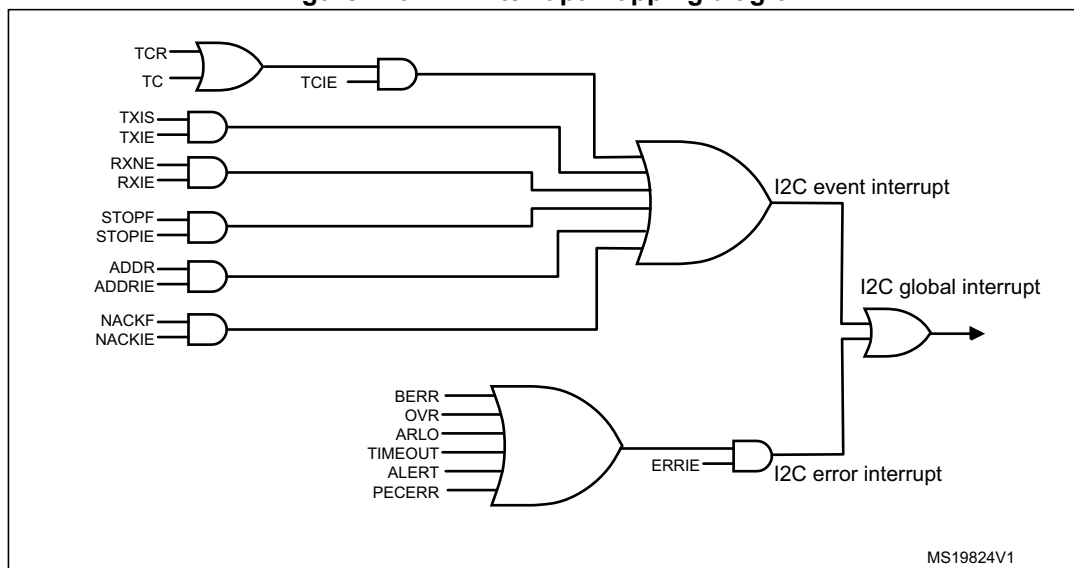 TCR
TC
TCIE
TXIS
TXIE
RXNE
RXIE
STOPF
STOPIE
ADDR
ADDRIE
NACKF
NACKIE
I2C event interrupt
I2C global interrupt
BERR
OVR
ARLO
TIMEOUT
ALERT
PECERR
ERRIE
I2C error interrupt
MS19824V1